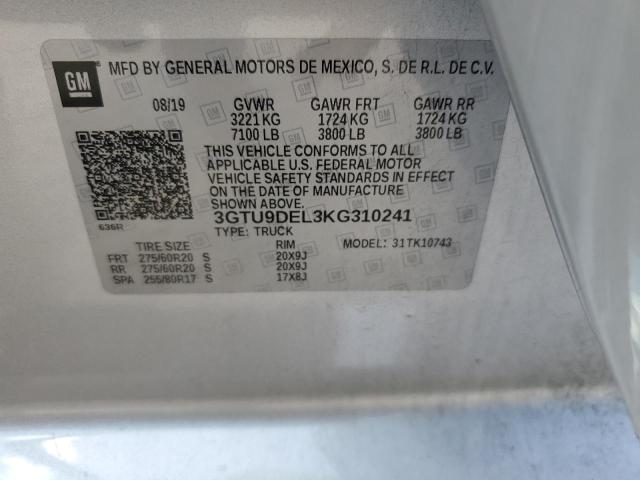 GM
MFD BY GENERAL MOTORS DE MEXICO, S. DE R.L. DE C.V.
08/19 GVWR GAWR FRT GAWR RR
3221 KG 1724 KG 1724 KG
7100 LB 3800 LB 3800 LB
THIS VEHICLE CONFORMS TO ALL
APPLICABLE U.S. FEDERAL MOTOR
VEHICLE SAFETY STANDARDS IN EFFECT
ON THE DATE OF MANUFACTURE
SHOWN ABOVE.
3GTU9DEL3KG310241
636R TYPE: TRUCK MODEL: 31TK10743
TIRE SIZE RIM
FRT 275/60R20 S 20X9J
RR 275/60R20 S 20X9J
SPA 255/80R17 S 17X8J